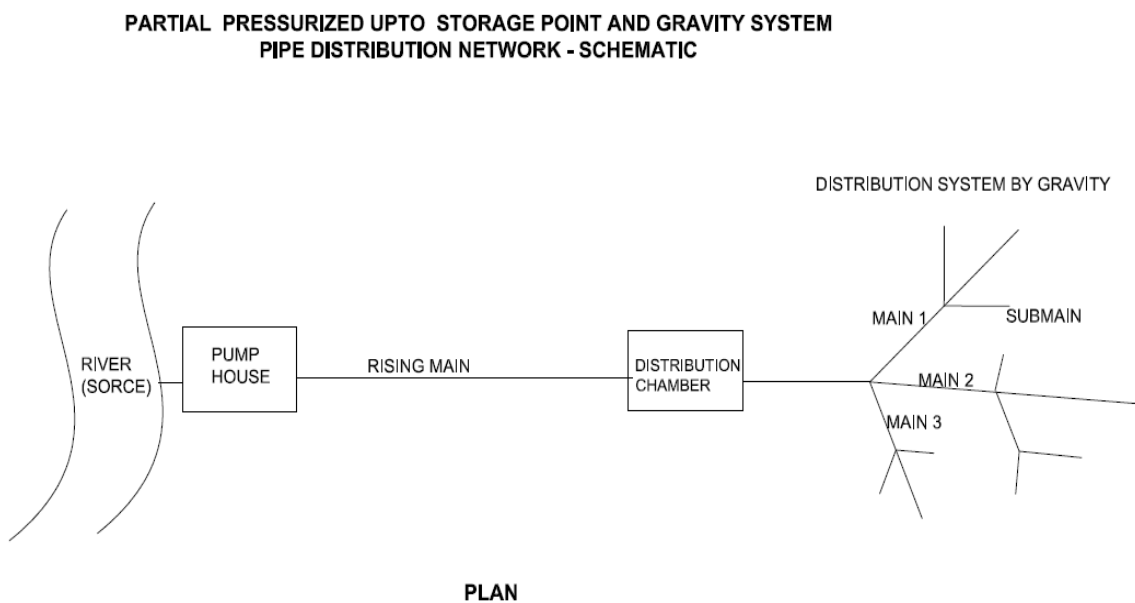 PARTIAL PRESSURIZED UPTO STORAGE POINT AND GRAVITY SYSTEM
PIPE DISTRIBUTION NETWORK - SCHEMATIC
DISTRIBUTION SYSTEM BY GRAVITY
RIVER
(SORCE)
PUMP
HOUSE
RISING MAIN
DISTRIBUTION
CHAMBER
MAIN 1
SUBMAIN
MAIN 2
MAIN 3
PLAN